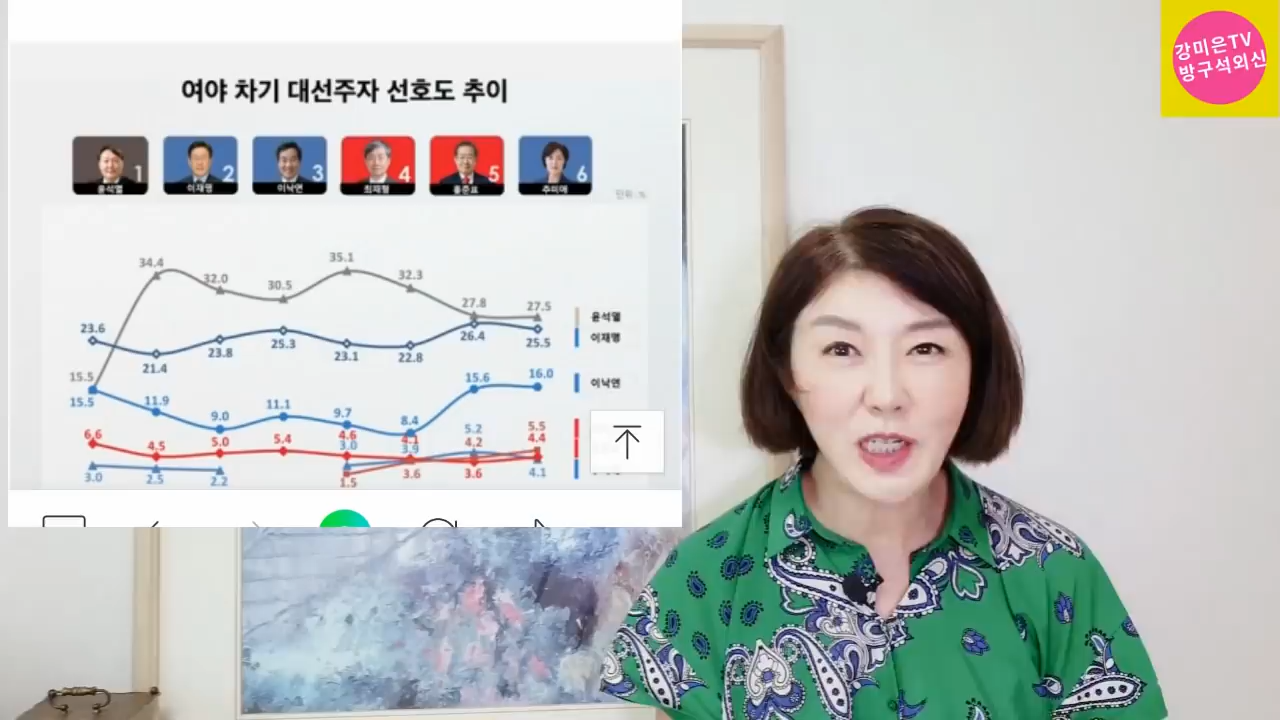 강미은TV
방구석외신
여야 차기 대선주자 선호도 추이
1 2 3 4 5 6
윤석열 이재명 이낙연 최재형 홍준표 추미애
단위: %
34.4 32.0 30.5 35.1 32.3 27.8 27.5
윤석열
23.6 21.4 23.8 25.3 23.1 22.8 26.4 25.5
이재명
15.5
15.5 11.9 9.0 11.1 9.7 8.4 15.6 16.0
이낙연
6.6 4.5 5.0 5.4 4.6 4.1 5.2 5.5
3.0 3.9 4.2 4.4
3.0 2.5 2.2 1.5 3.6 3.6 4.1